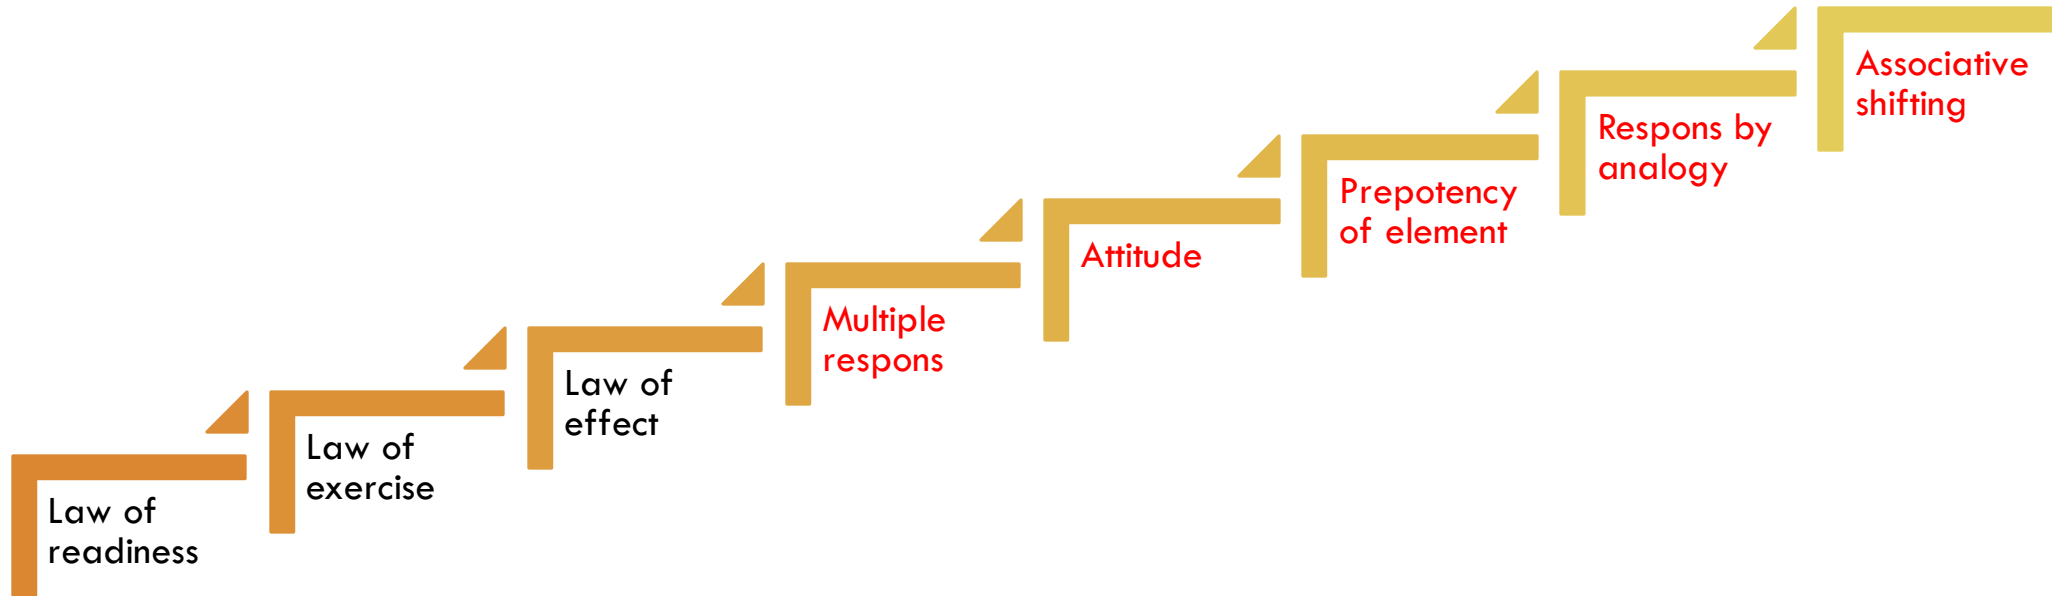 Law of
readiness
Law of
exercise
Law of
effect
Multiple
respons
Attitude
Prepotency
of element
Respons by
analogy
Associative
shifting